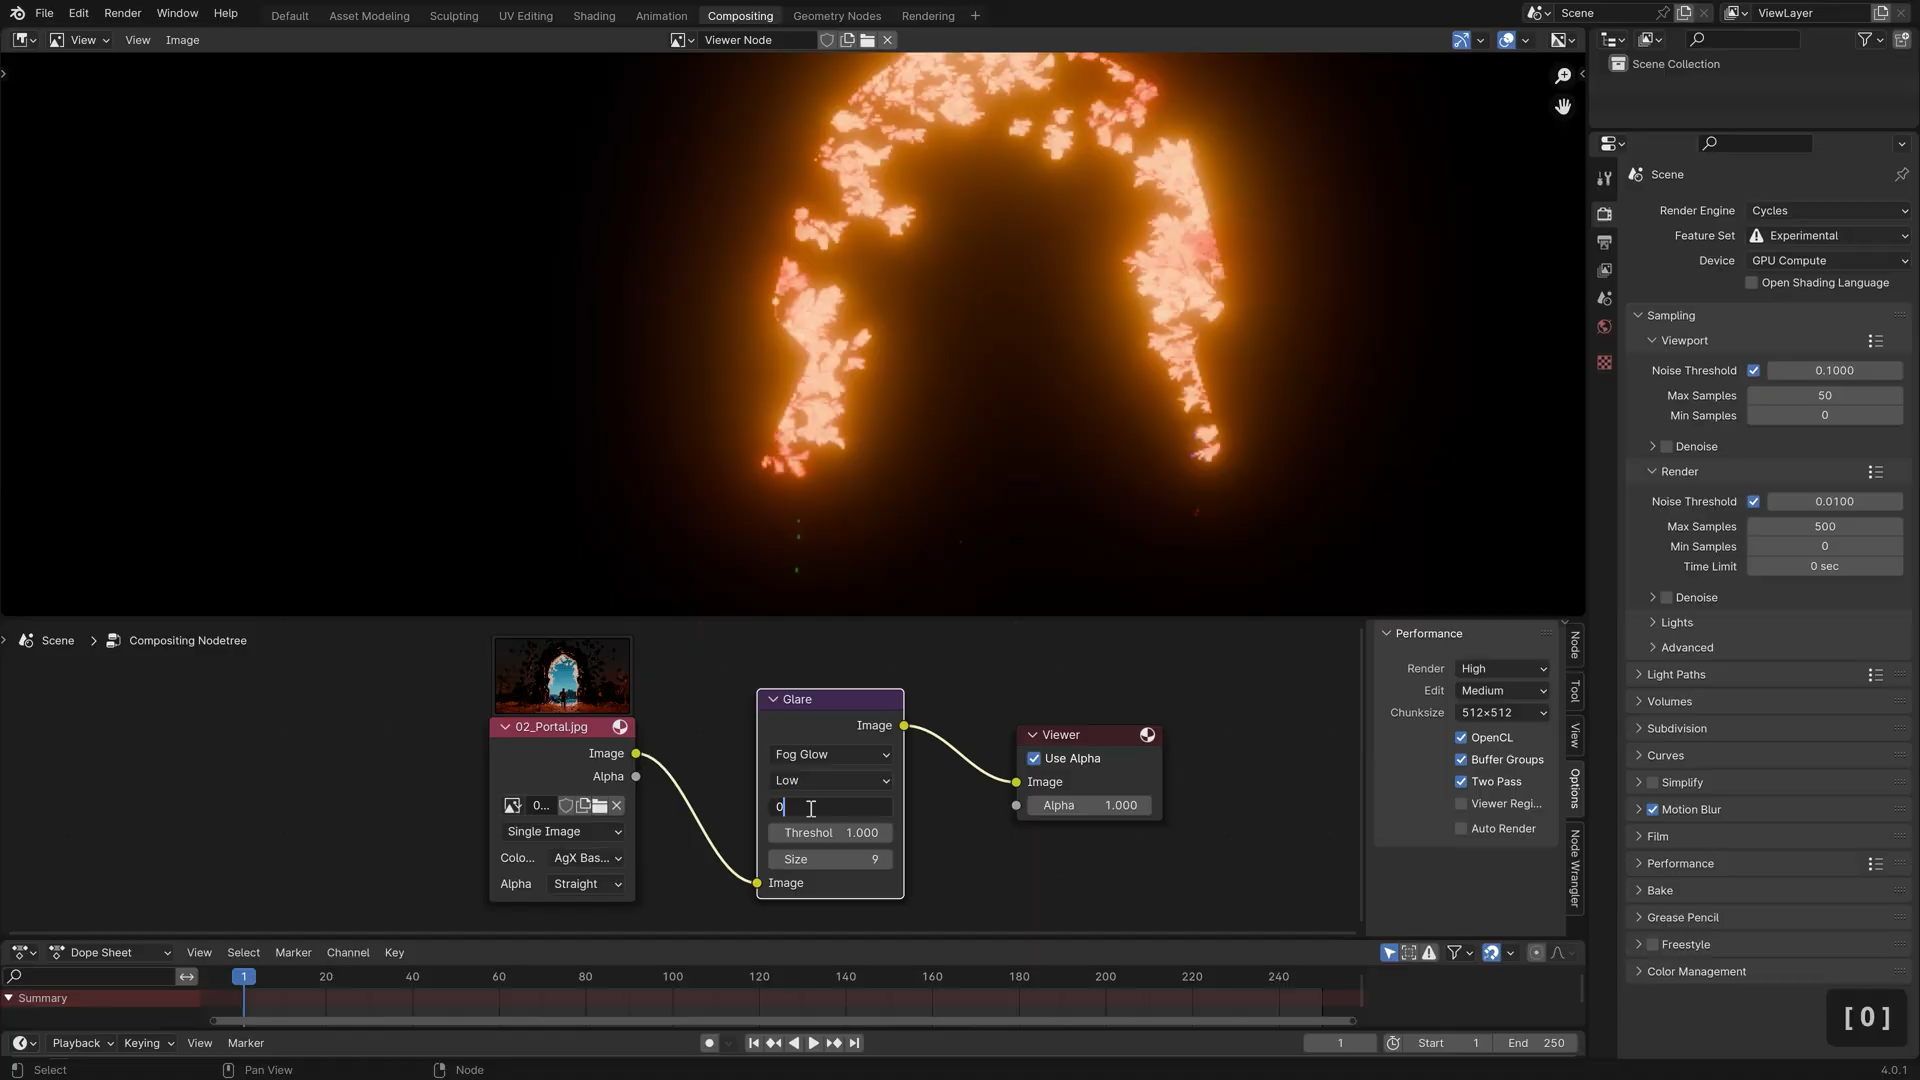 File Edit Render Window Help Default Asset Modeling Sculpting UV Editing Shading Animation Compositing Geometry Nodes Rendering + Scene ViewLayer
View View Image Viewer Node
Scene Collection
Scene
Render Engine Cycles
Feature Set Experimental
Device GPU Compute
Open Shading Language
Sampling
Viewport
Noise Threshold 0.1000
Max Samples 50
Min Samples 0
Denoise
Render
Noise Threshold 0.0100
Max Samples 500
Min Samples 0
Time Limit 0 sec
Denoise
Lights
Advanced
Light Paths
Volumes
Subdivision
Curves
Simplify
Motion Blur
Film
Performance
Bake
Grease Pencil
Freestyle
Color Management
Scene Compositing Nodetree
02_Portal.jpg
Image
Alpha
0...
Single Image
Colo... AgX Bas...
Alpha Straight
Glare
Image
Fog Glow
Low
0
Threshol 1.000
Size 9
Image
Viewer
Use Alpha
Image
Alpha 1.000
Performance
Render High
Edit Medium
Chunksize 512×512
OpenCL
Buffer Groups
Two Pass
Viewer Regi...
Auto Render
Node
Tool
View
Options
Node Wrangler
Dope Sheet View Select Marker Channel Key
1 20 40 60 80 100 120 140 160 180 200 220 240
Summary
[0]
Playback Keying View Marker 1 Start 1 End 250
Select Pan View Node 4.0.1